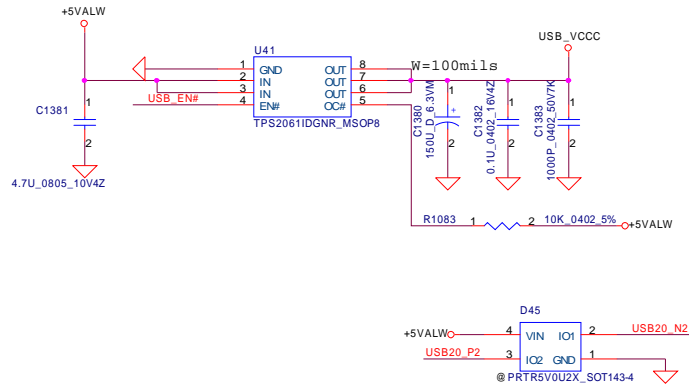 +5VALW
USB_VCCC
U41
1 GND OUT 8
2 IN OUT 7
3 IN OUT 6
4 EN# OC# 5
W=100mils
USB_EN#
TPS2061IDGNR_MSOP8
C1381
1
2
4.7U_0805_10V4Z
C1380
150U_D_6.3VM
+
1
2
C1382
0.1U_0402_16V4Z
1
2
C1383
1000P_0402_50V7K
1
2
R1083 1 2 10K_0402_5% +5VALW
D45
+5VALW 4 VIN IO1 2 USB20_N2
USB20_P2 3 IO2 GND 1
@PRTR5V0U2X_SOT143-4